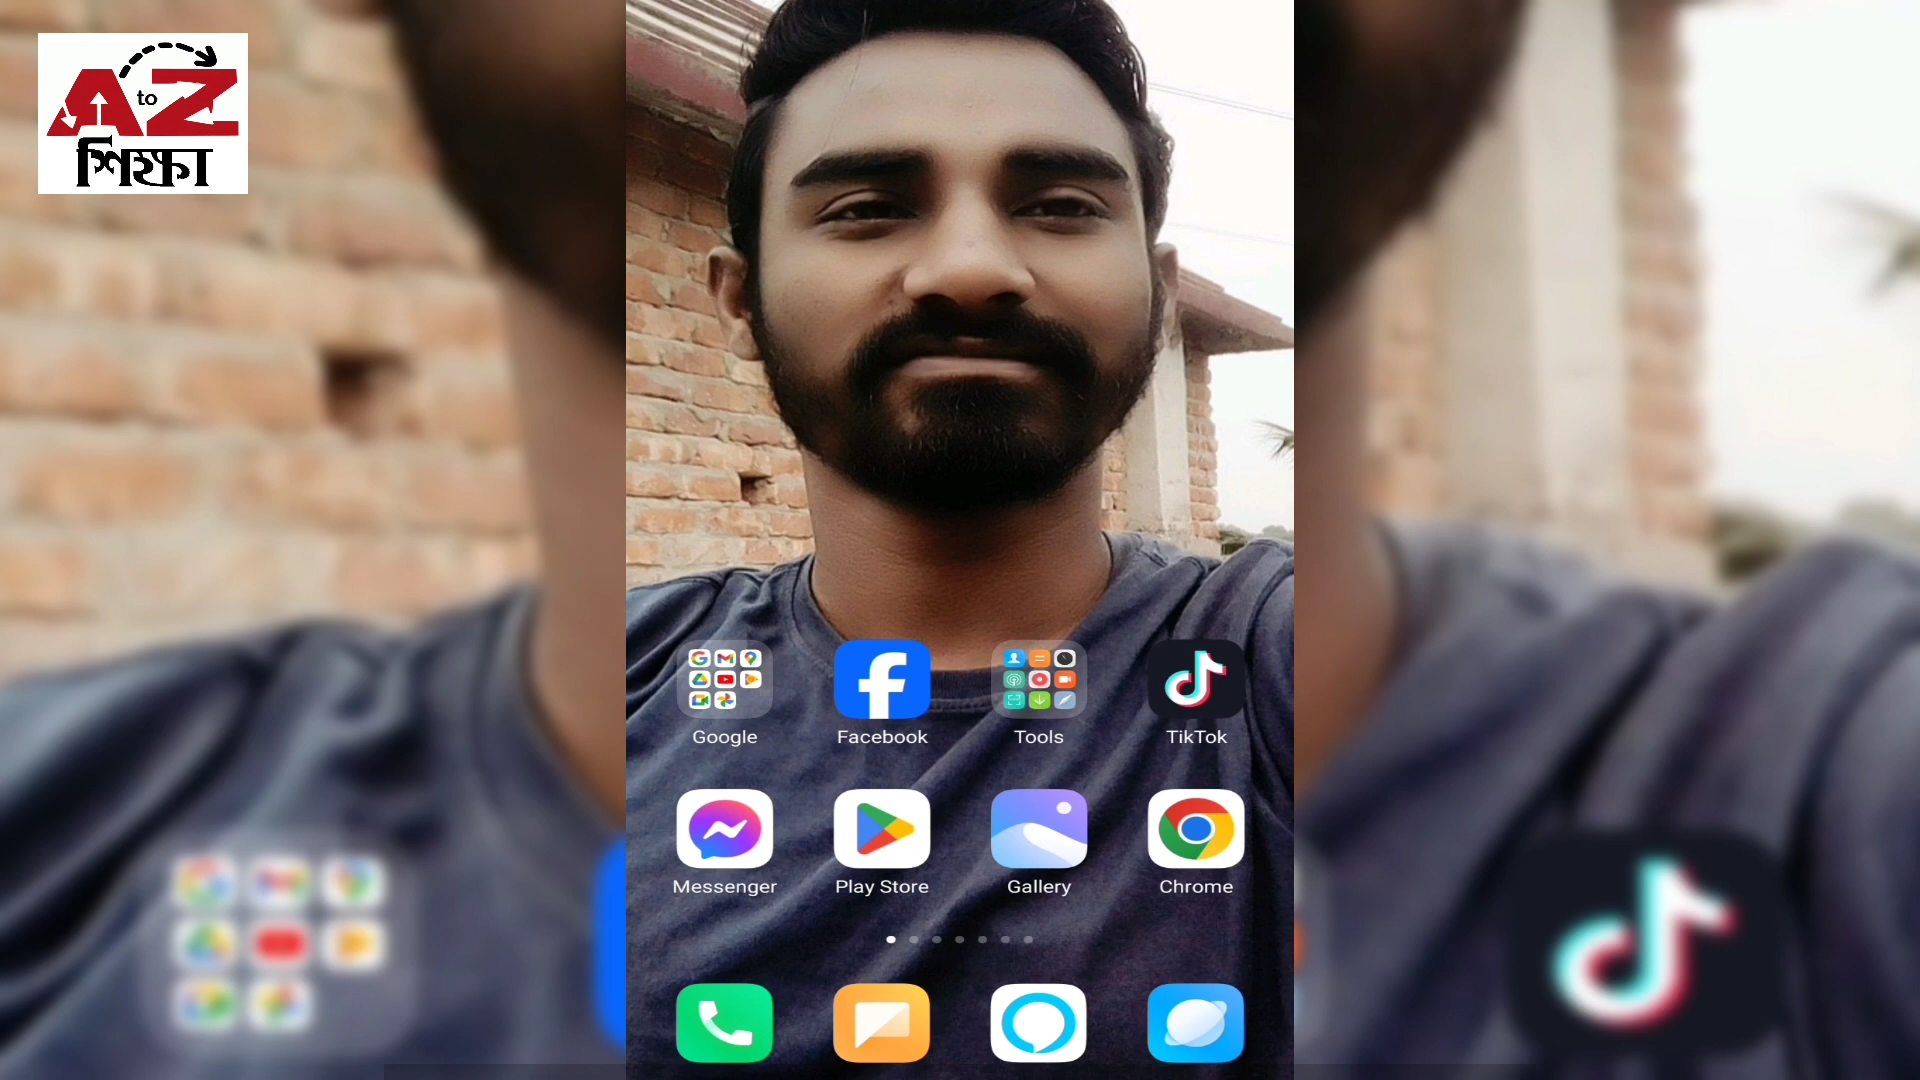 A to Z
শিক্ষা
Google
Facebook
Tools
TikTok
Messenger
Play Store
Gallery
Chrome